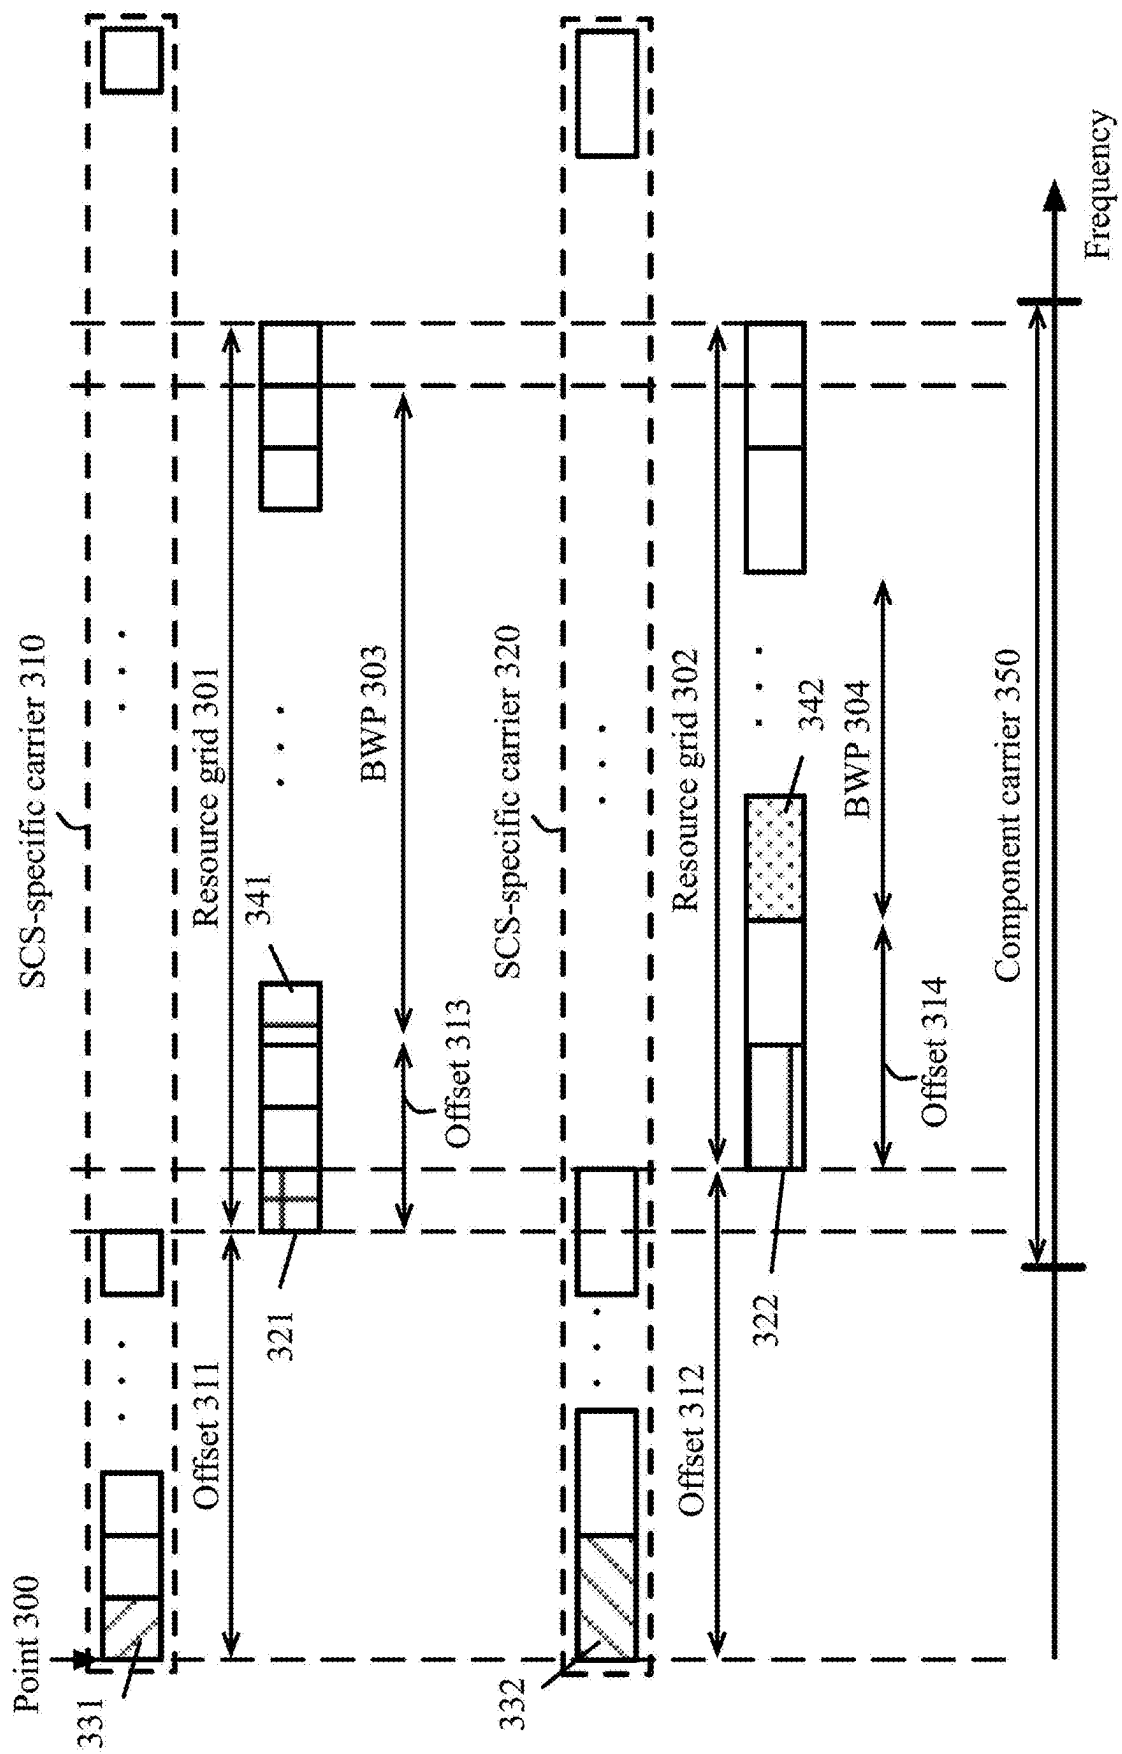 Point 300
331
SCS-specific carrier 310
Offset 311
Resource grid 301
321
341
Offset 313
BWP 303
332
SCS-specific carrier 320
Offset 312
Resource grid 302
322
342
Offset 314
BWP 304
Component carrier 350
Frequency